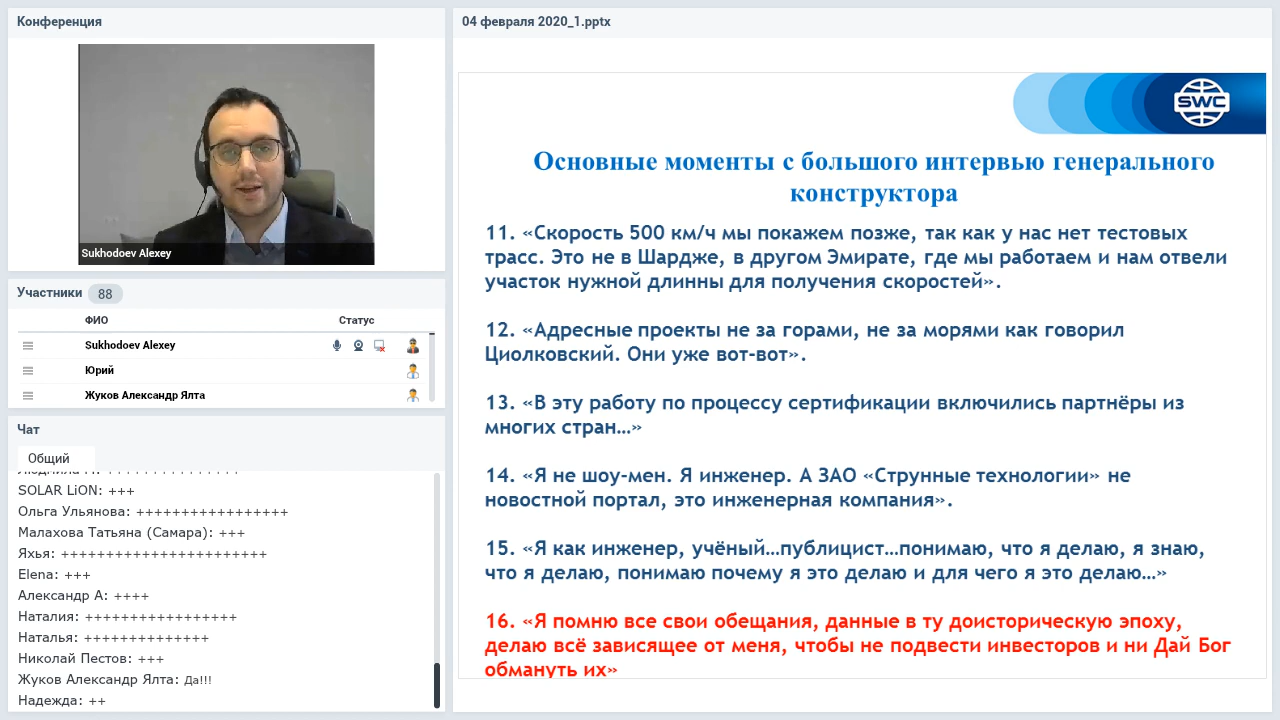 Конференция
Sukhodoev Alexey
Участники 88
ФИО Статус
Sukhodoev Alexey
Юрий
Жуков Александр Ялта
Чат
Общий
SOLAR LiON: +++
Ольга Ульянова: +++++++++++++++++
Малахова Татьяна (Самара): +++
Яхья: +++++++++++++++++++++++
Elena: +++
Александр А: ++++
Наталия: +++++++++++++++++
Наталья: ++++++++++++++
Николай Пестов: +++
Жуков Александр Ялта: Да!!!
Надежда: ++
04 февраля 2020_1.pptx
SWC
Основные моменты с большого интервью генерального
конструктора
11. «Скорость 500 км/ч мы покажем позже, так как у нас нет тестовых
трасс. Это не в Шардже, в другом Эмирате, где мы работаем и нам отвели
участок нужной длинны для получения скоростей».
12. «Адресные проекты не за горами, не за морями как говорил
Циолковский. Они уже вот-вот».
13. «В эту работу по процессу сертификации включились партнёры из
многих стран…»
14. «Я не шоу-мен. Я инженер. А ЗАО «Струнные технологии» не
новостной портал, это инженерная компания».
15. «Я как инженер, учёный…публицист…понимаю, что я делаю, я знаю,
что я делаю, понимаю почему я это делаю и для чего я это делаю…»
16. «Я помню все свои обещания, данные в ту доисторическую эпоху,
делаю всё зависящее от меня, чтобы не подвести инвесторов и ни Дай Бог
обмануть их»